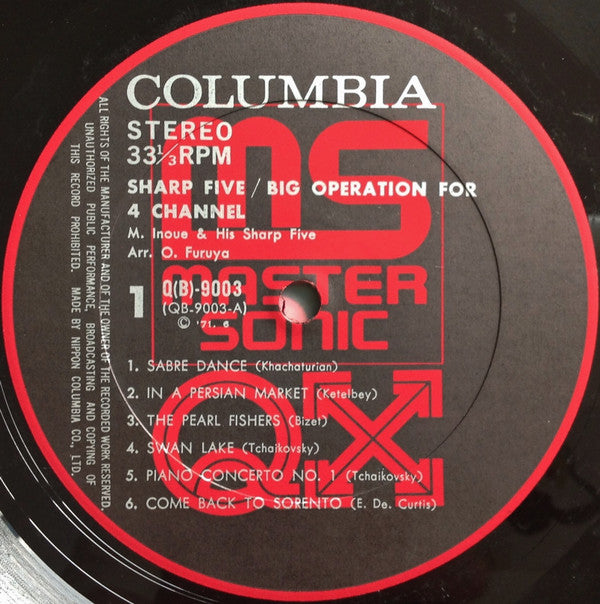 COLUMBIA
STEREO
33 1/3 RPM
SHARP FIVE / BIG OPERATION FOR
4 CHANNEL
M. Inoue & His Sharp Five
Arr. O. Furuya
1
Q(B)-9003
(QB-9003-A)
© '71. 6
MS
MASTER
SONIC
1. SABRE DANCE (Khachaturian)
2. IN A PERSIAN MARKET (Ketelbey)
3. THE PEARL FISHERS (Bizet)
4. SWAN LAKE (Tchaikovsky)
5. PIANO CONCERTO NO. 1 (Tchaikovsky)
6. COME BACK TO SORENTO (E. De. Curtis)
QX
ALL RIGHTS OF THE MANUFACTURER AND OF THE OWNER OF THE RECORDED WORK RESERVED.
UNAUTHORIZED PUBLIC PERFORMANCE, BROADCASTING AND COPYING OF
THIS RECORD PROHIBITED. MADE BY NIPPON COLUMBIA CO., LTD.